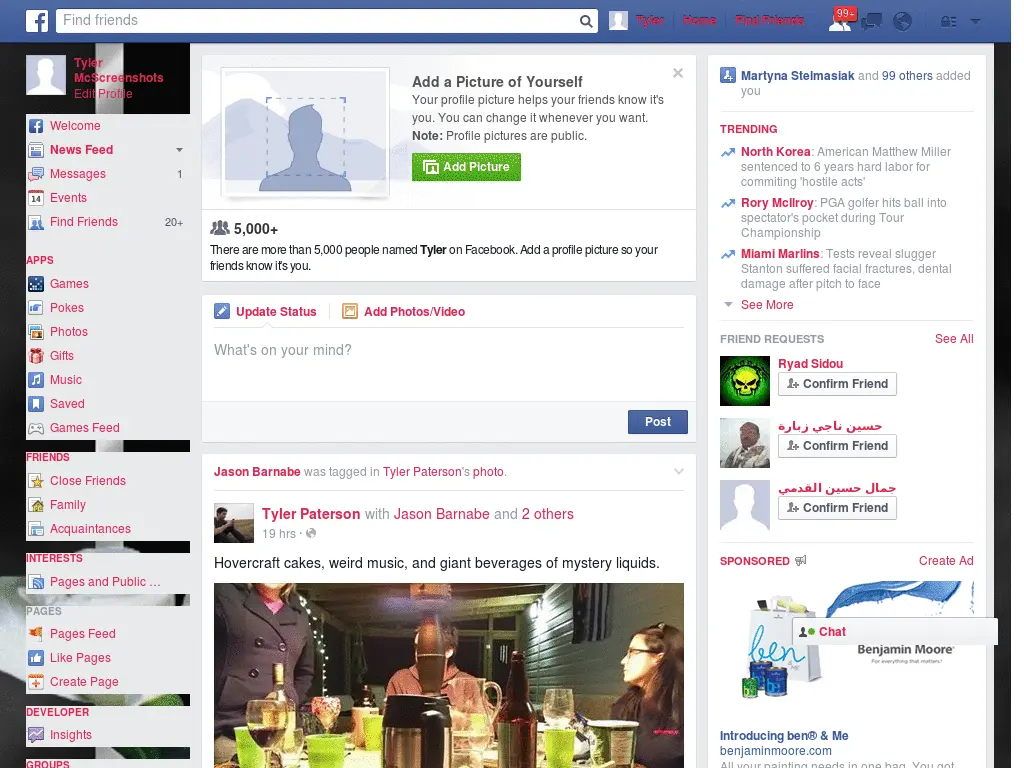 Find friends
Tyler
Home
Find Friends
99+
Tyler
McScreenshots
Edit Profile
Welcome
News Feed
Messages
1
Events
Find Friends
20+
APPS
Games
Pokes
Photos
Gifts
Music
Saved
Games Feed
FRIENDS
Close Friends
Family
Acquaintances
INTERESTS
Pages and Public ...
PAGES
Pages Feed
Like Pages
Create Page
DEVELOPER
Insights
GROUPS
Add a Picture of Yourself
Your profile picture helps your friends know it's
you. You can change it whenever you want.
Note: Profile pictures are public.
Add Picture
5,000+
There are more than 5,000 people named Tyler on Facebook. Add a profile picture so your
friends know it's you.
Update Status
Add Photos/Video
What's on your mind?
Post
Jason Barnabe was tagged in Tyler Paterson's photo.
Tyler Paterson with Jason Barnabe and 2 others
19 hrs ·
Hovercraft cakes, weird music, and giant beverages of mystery liquids.
Martyna Stelmasiak and 99 others added
you
TRENDING
North Korea: American Matthew Miller
sentenced to 6 years hard labor for
commiting 'hostile acts'
Rory McIlroy: PGA golfer hits ball into
spectator's pocket during Tour
Championship
Miami Marlins: Tests reveal slugger
Stanton suffered facial fractures, dental
damage after pitch to face
See More
FRIEND REQUESTS
See All
Ryad Sidou
Confirm Friend
حسين ناجي زبارة
Confirm Friend
جمال حسين القدمي
Confirm Friend
SPONSORED
Create Ad
Chat
ben
& ME
Benjamin Moore
For everything that matters.
Introducing ben® & Me
benjaminmoore.com
All your painting needs in one bag. You got